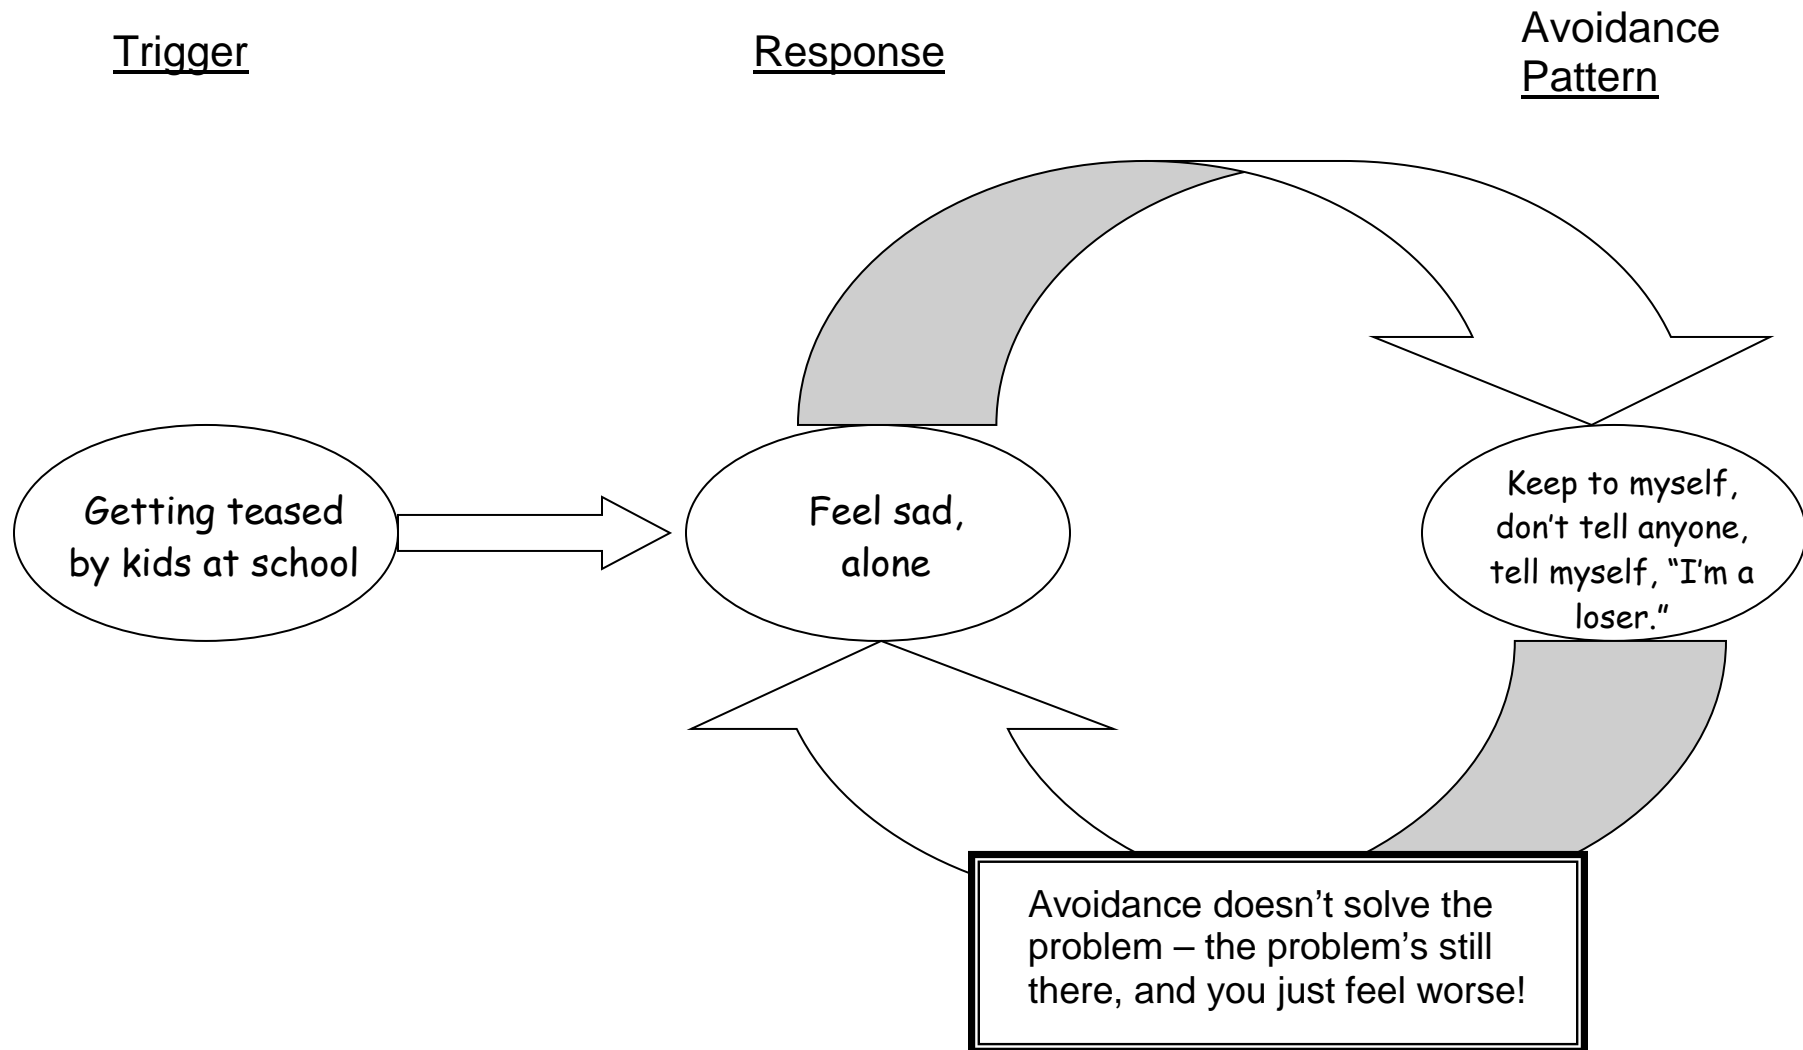 Trigger
Response
Avoidance
Pattern
Getting teased
by kids at school
Feel sad,
alone
Keep to myself,
don't tell anyone,
tell myself, “I'm a
loser.”
Avoidance doesn’t solve the
problem – the problem’s still
there, and you just feel worse!